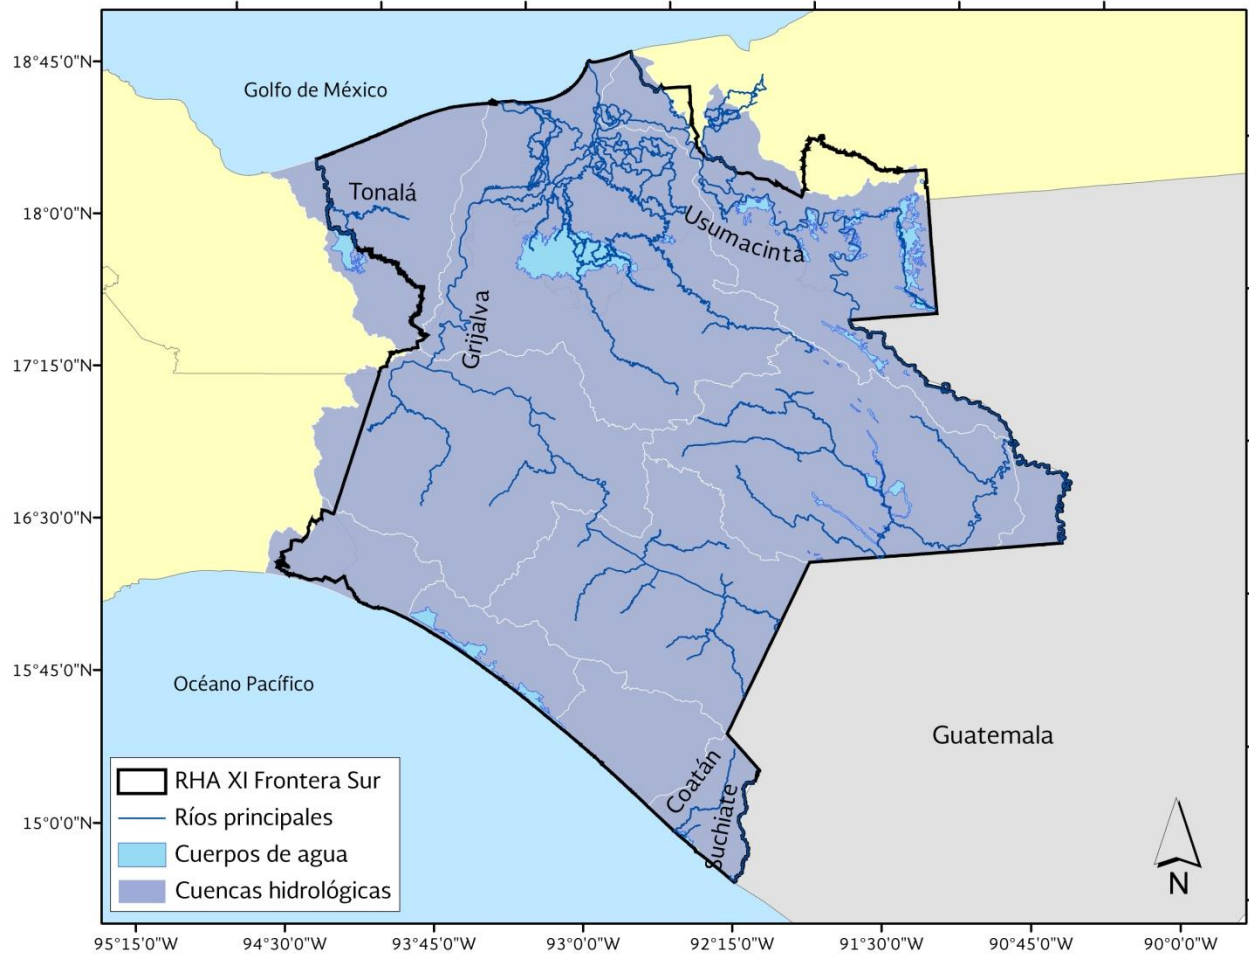 18°45'0"N
Golfo de México
Tonalá
18°0'0"N
Usumacinta
Grijalva
17°15'0"N
16°30'0"N
15°45'0"N
Océano Pacífico
Guatemala
Coatán
Suchiate
15°0'0"N
RHA XI Frontera Sur
Ríos principales
Cuerpos de agua
Cuencas hidrológicas
N
95°15'0"W
94°30'0"W
93°45'0"W
93°0'0"W
92°15'0"W
91°30'0"W
90°45'0"W
90°0'0"W